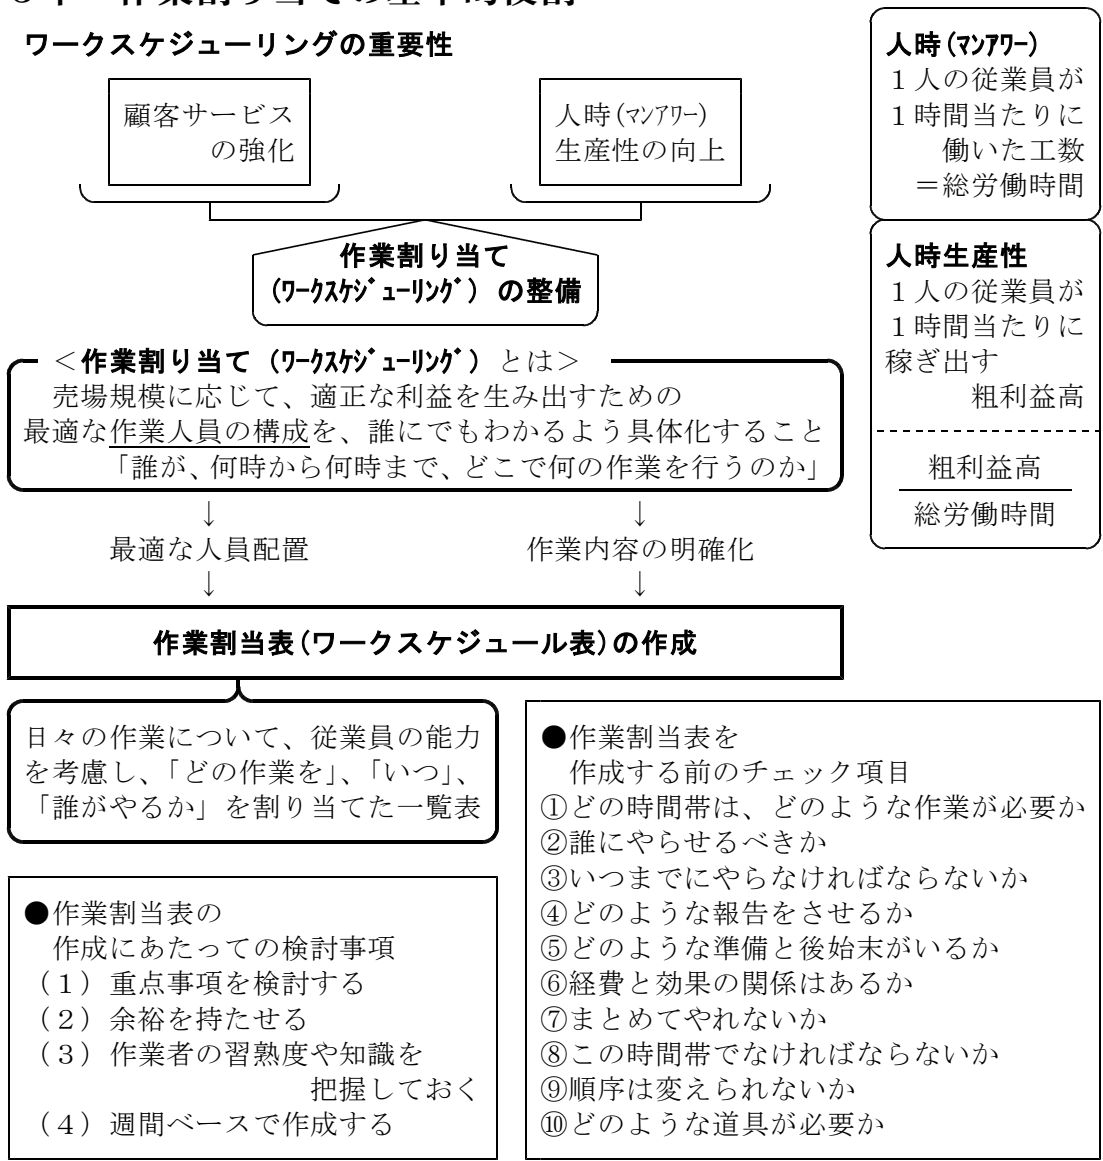 ワークスケジューリングの重要性
顧客サービス
の強化
人時(ﾏﾝｱﾜｰ)
生産性の向上
作業割り当て
(ﾜｰｸｽｹｼﾞｭｰﾘﾝｸﾞ) の整備
＜作業割り当て (ﾜｰｸｽｹｼﾞｭｰﾘﾝｸﾞ) とは＞
売場規模に応じて、適正な利益を生み出すための
最適な作業人員の構成を、誰にでもわかるよう具体化すること
「誰が、何時から何時まで、どこで何の作業を行うのか」
↓ ↓
最適な人員配置 作業内容の明確化
↓ ↓
作業割当表(ワークスケジュール表)の作成
日々の作業について、従業員の能力
を考慮し、「どの作業を」、「いつ」、
「誰がやるか」を割り当てた一覧表
●作業割当表の
作成にあたっての検討事項
（１）重点事項を検討する
（２）余裕を持たせる
（３）作業者の習熟度や知識を
把握しておく
（４）週間ベースで作成する
●作業割当表を
作成する前のチェック項目
①どの時間帯は、どのような作業が必要か
②誰にやらせるべきか
③いつまでにやらなければならないか
④どのような報告をさせるか
⑤どのような準備と後始末がいるか
⑥経費と効果の関係はあるか
⑦まとめてやれないか
⑧この時間帯でなければならないか
⑨順序は変えられないか
⑩どのような道具が必要か
人時(ﾏﾝｱﾜｰ)
１人の従業員が
１時間当たりに
働いた工数
＝総労働時間
人時生産性
１人の従業員が
１時間当たりに
稼ぎ出す
粗利益高
粗利益高
総労働時間